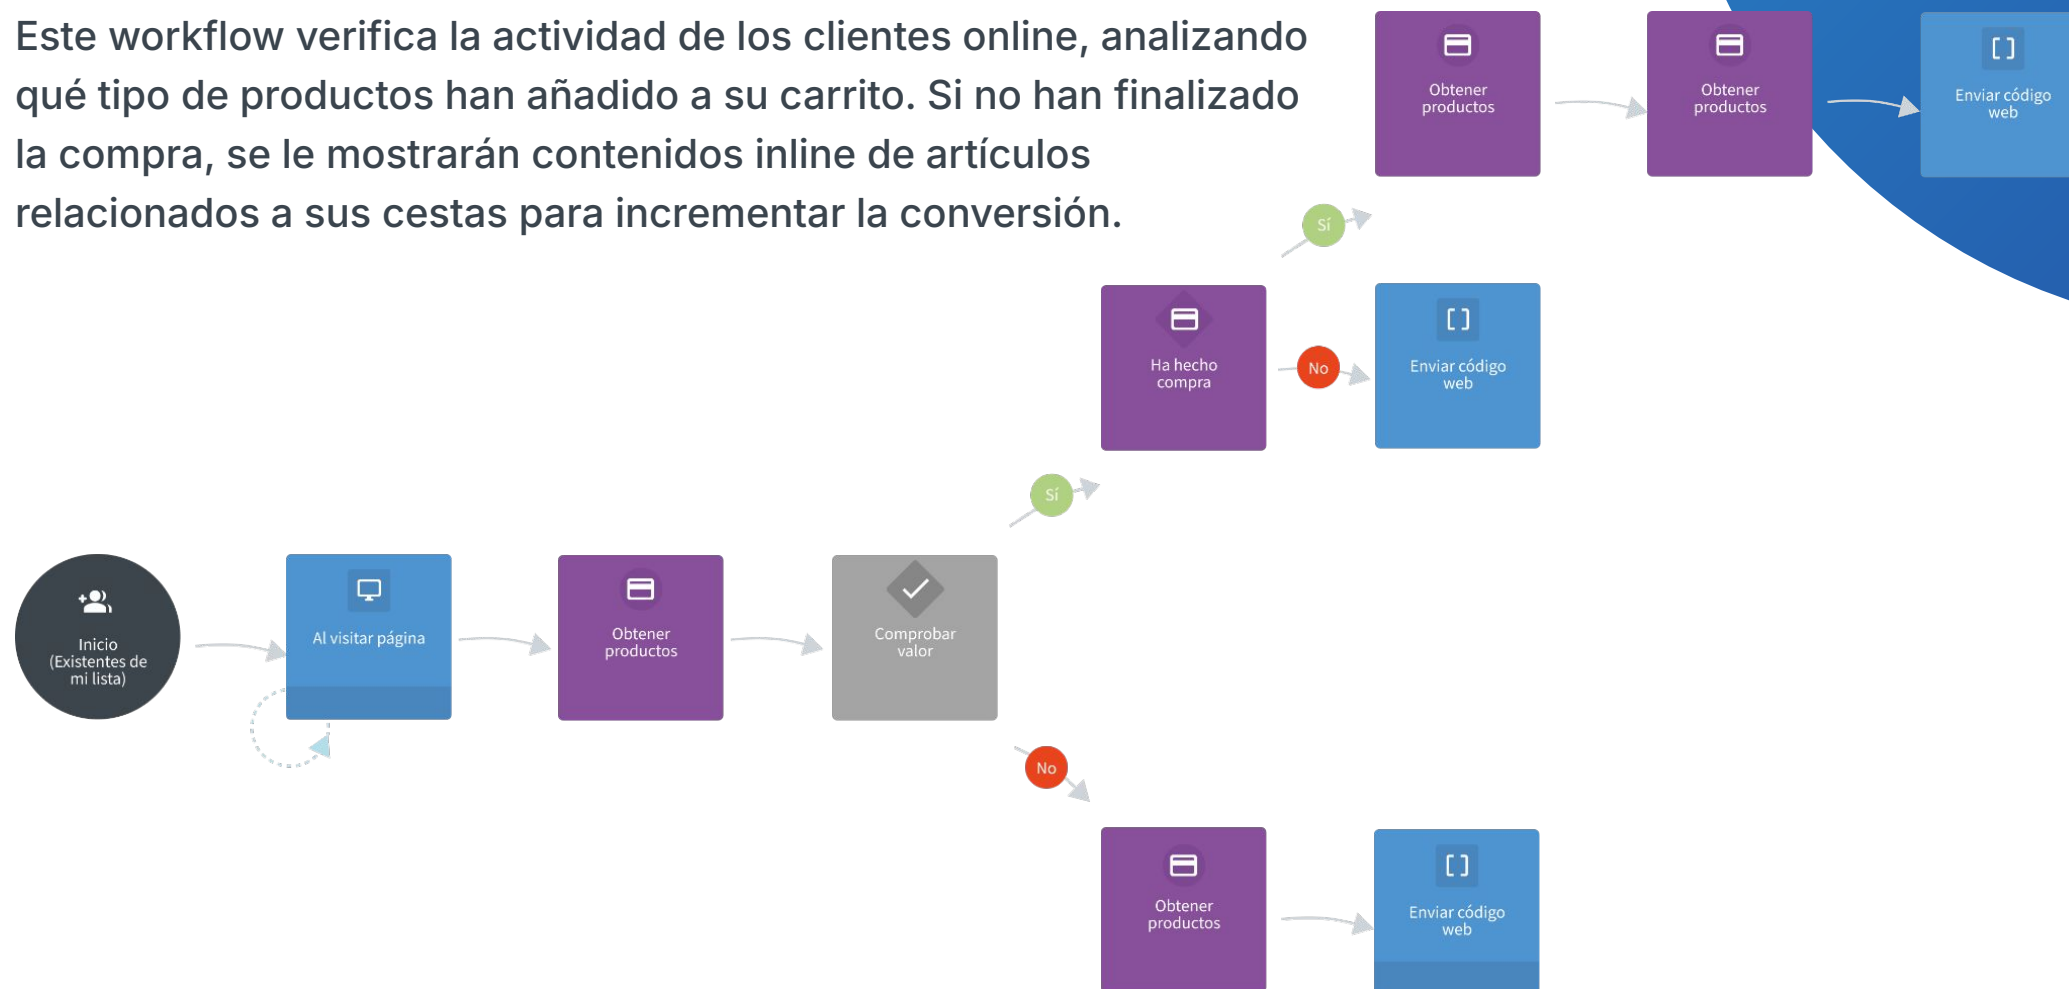 Este workflow verifica la actividad de los clientes online, analizando
qué tipo de productos han añadido a su carrito. Si no han finalizado
la compra, se le mostrarán contenidos inline de artículos
relacionados a sus cestas para incrementar la conversión.
Obtener
productos
Obtener
productos
Enviar código
web
Sí
Ha hecho
compra
No
Enviar código
web
Sí
Inicio
(Existentes de
mi lista)
Al visitar página
Obtener
productos
Comprobar
valor
No
Obtener
productos
Enviar código
web